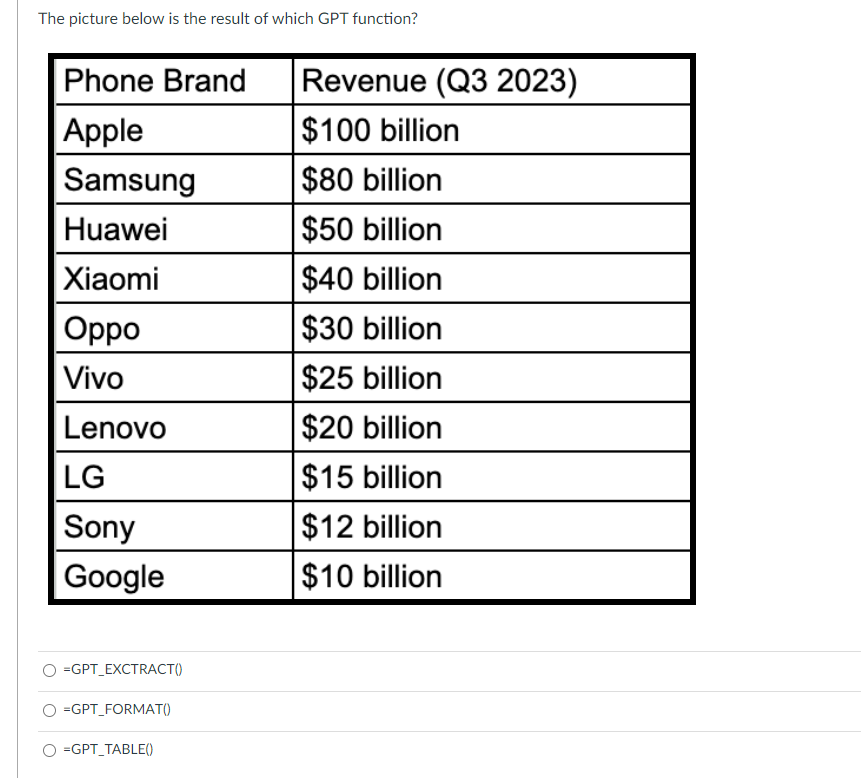 The picture below is the result of which GPT function?
Phone Brand Revenue (Q3 2023)
Apple $100 billion
Samsung $80 billion
Huawei $50 billion
Xiaomi $40 billion
Oppo $30 billion
Vivo $25 billion
Lenovo $20 billion
LG $15 billion
Sony $12 billion
Google $10 billion
=GPT_EXCTRACT()
=GPT_FORMAT()
=GPT_TABLE()